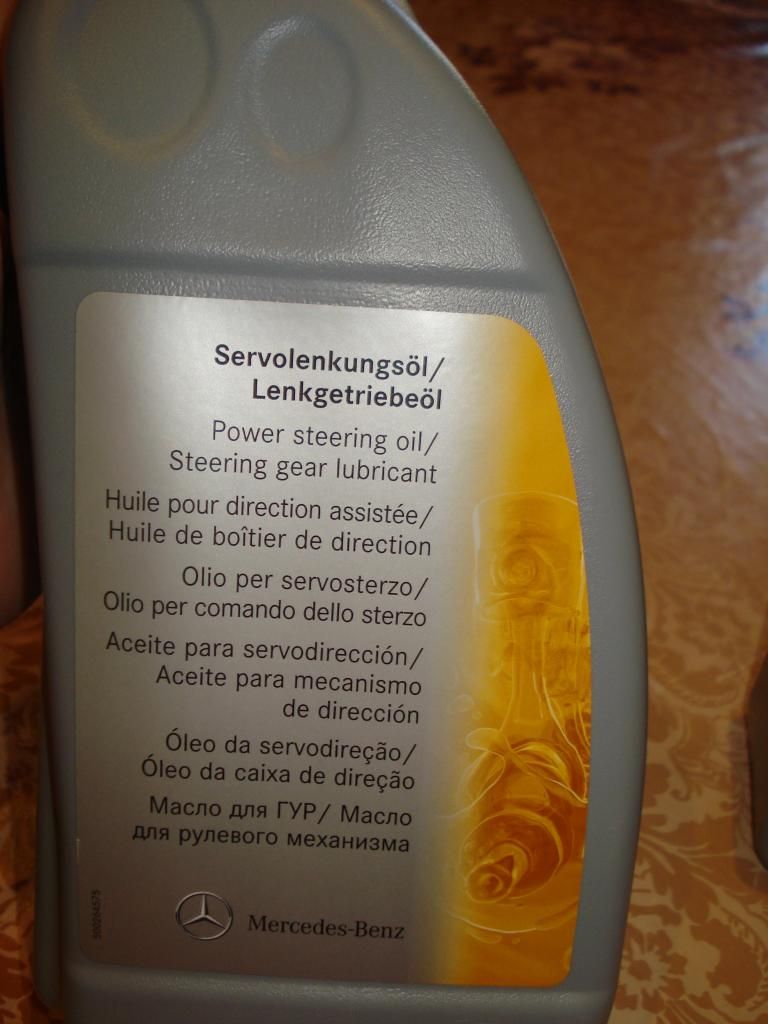 Servolenkungsöl/
Lenkgetriebeöl
Power steering oil/
Steering gear lubricant
Huile pour direction assistée/
Huile de boîtier de direction
Olio per servosterzo/
Olio per comando dello sterzo
Aceite para servodirección/
Aceite para mecanismo
de dirección
Óleo da servodireção/
Óleo da caixa de direção
Масло для ГУР/ Масло
для рулевого механизма
Mercedes-Benz
500264575